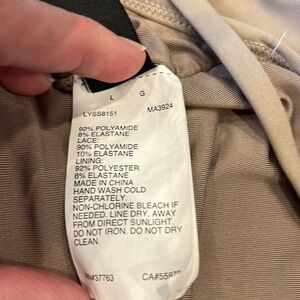 L G
LYSS8151 MA3924
92% POLYAMIDE
8% ELASTANE
LACE:
90% POLYAMIDE
10% ELASTANE
LINING:
92% POLYESTER
8% ELASTANE
MADE IN CHINA
HAND WASH COLD
SEPARATELY.
NON-CHLORINE BLEACH IF
NEEDED. LINE DRY. AWAY
FROM DIRECT SUNLIGHT.
DO NOT IRON. DO NOT DRY
CLEAN.